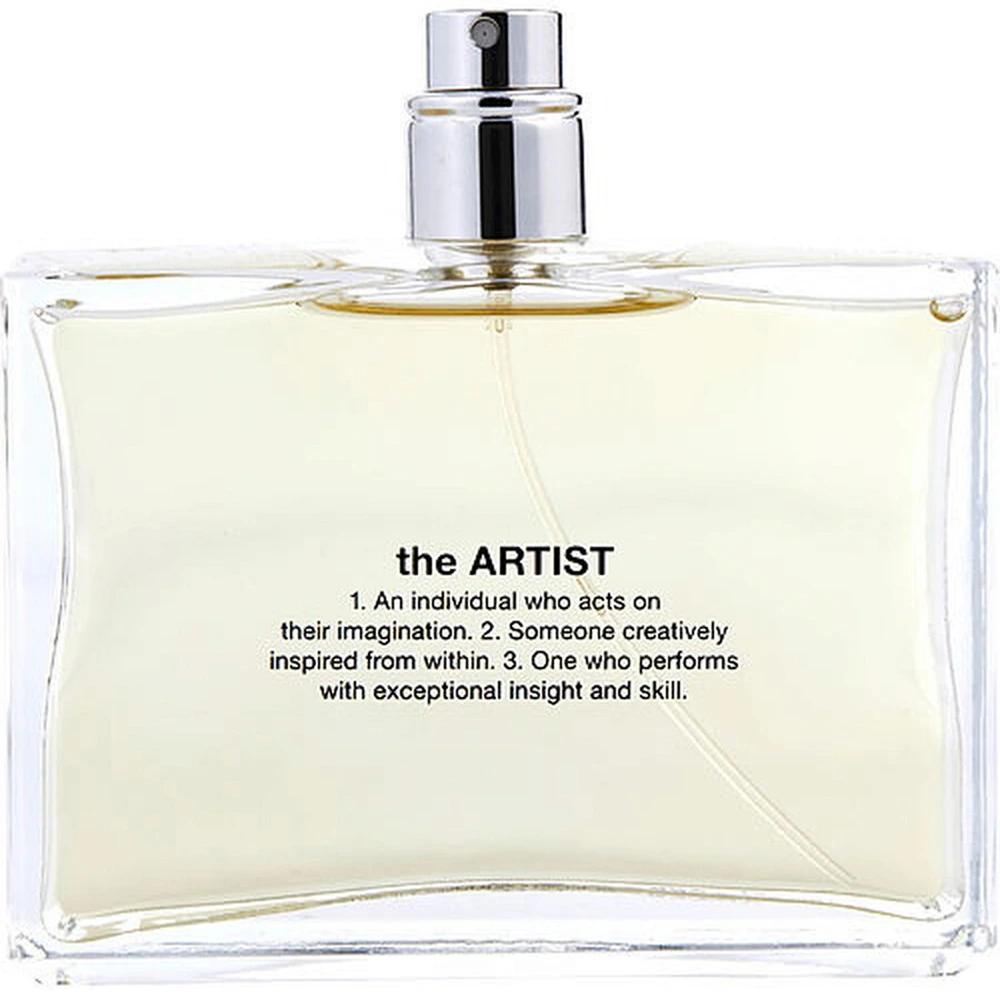 the ARTIST
1. An individual who acts on
their imagination. 2. Someone creatively
inspired from within. 3. One who performs
with exceptional insight and skill.